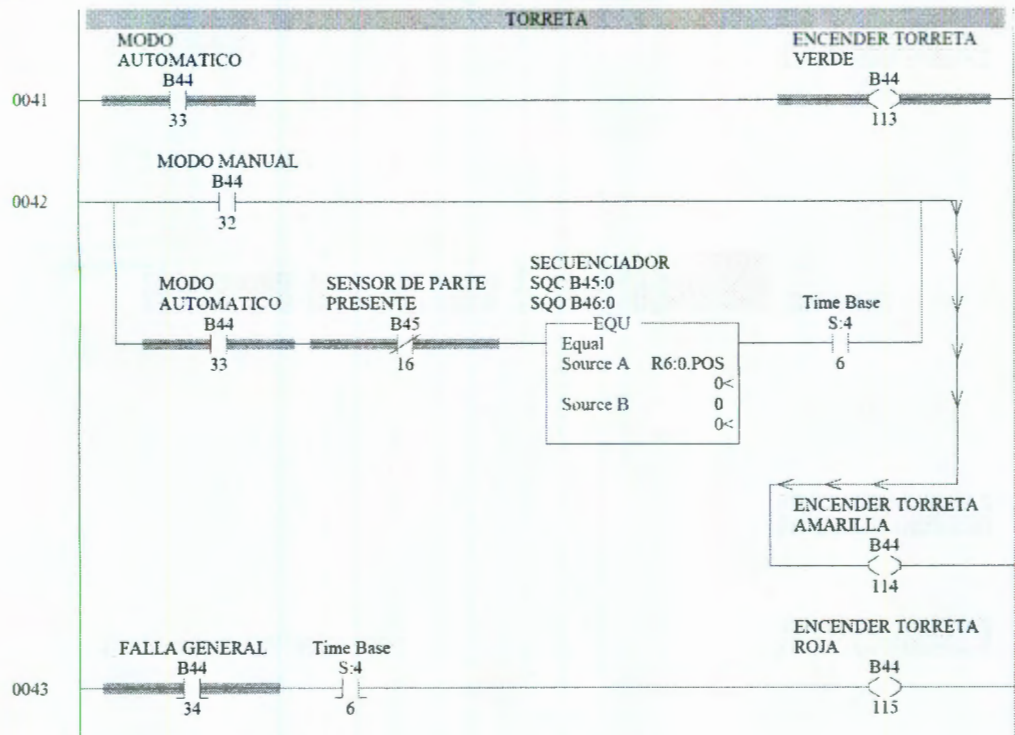 TORRETA
MODO
AUTOMATICO
B44
33
ENCENDER TORRETA
VERDE
B44
113
0041
MODO MANUAL
B44
32
0042
MODO
AUTOMATICO
B44
33
SENSOR DE PARTE
PRESENTE
B45
16
SECUENCIADOR
SQC B45:0
SQO B46:0
EQU
Equal
Source A R6:0.POS
0<
Source B 0
0<
Time Base
S:4
6
ENCENDER TORRETA
AMARILLA
B44
114
FALLA GENERAL
B44
34
Time Base
S:4
6
ENCENDER TORRETA
ROJA
B44
115
0043